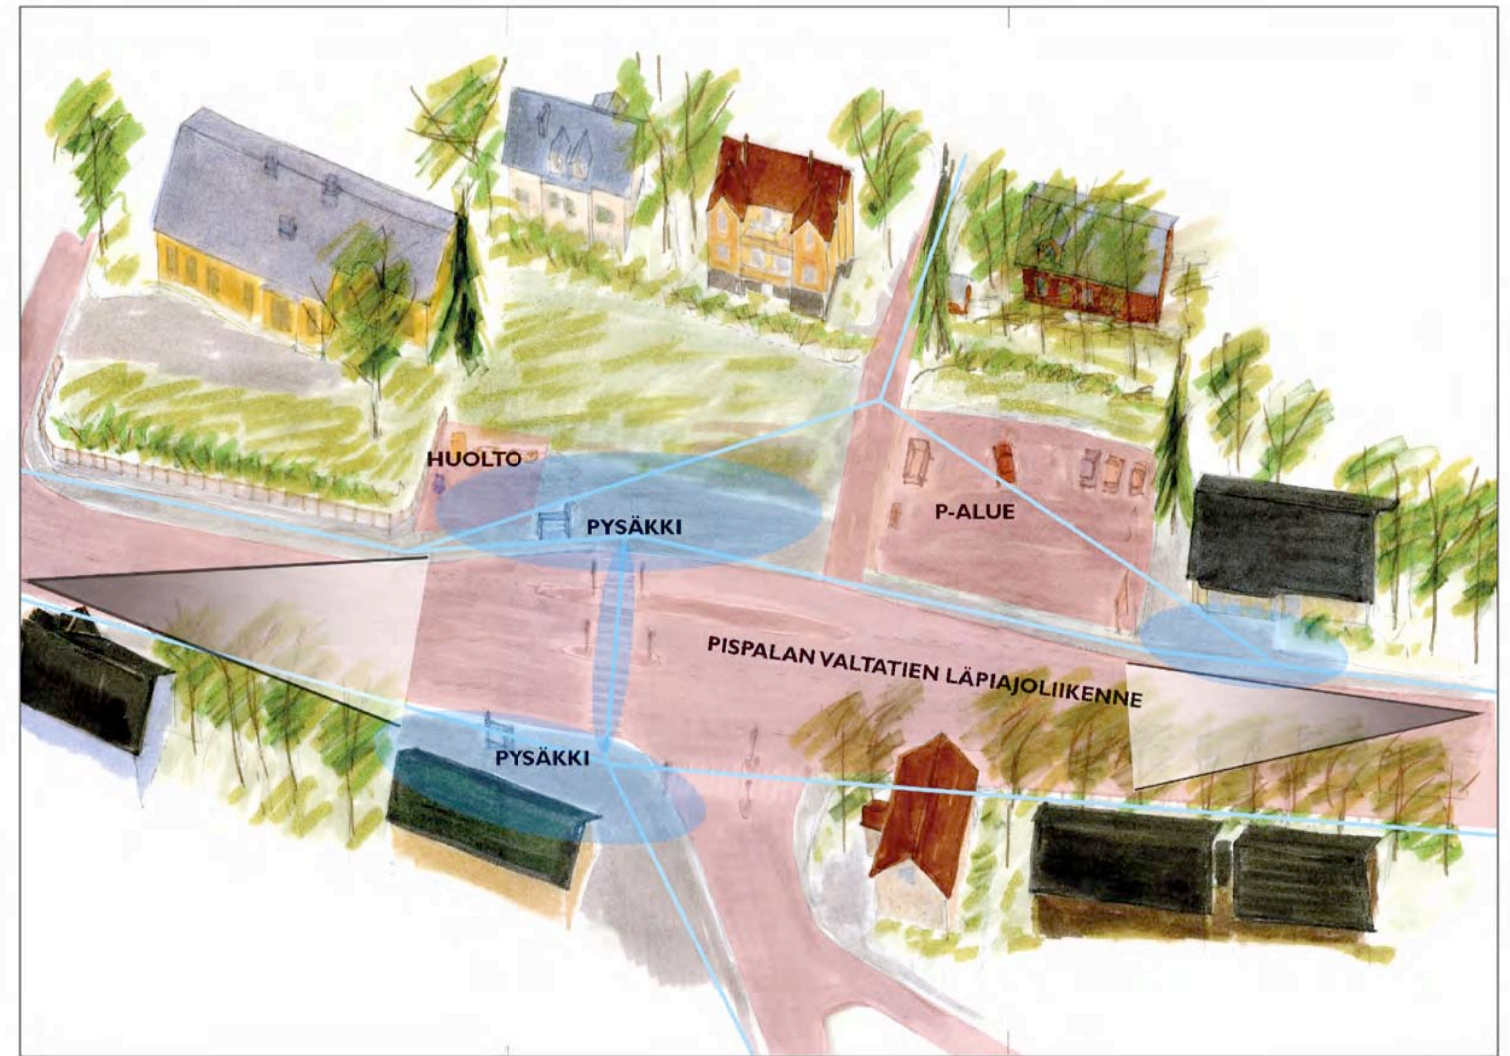 HUOLTO
PYSÄKKI
P-ALUE
PISPALAN VALTATIEN LÄPIAJOLIIKENNE
PYSÄKKI